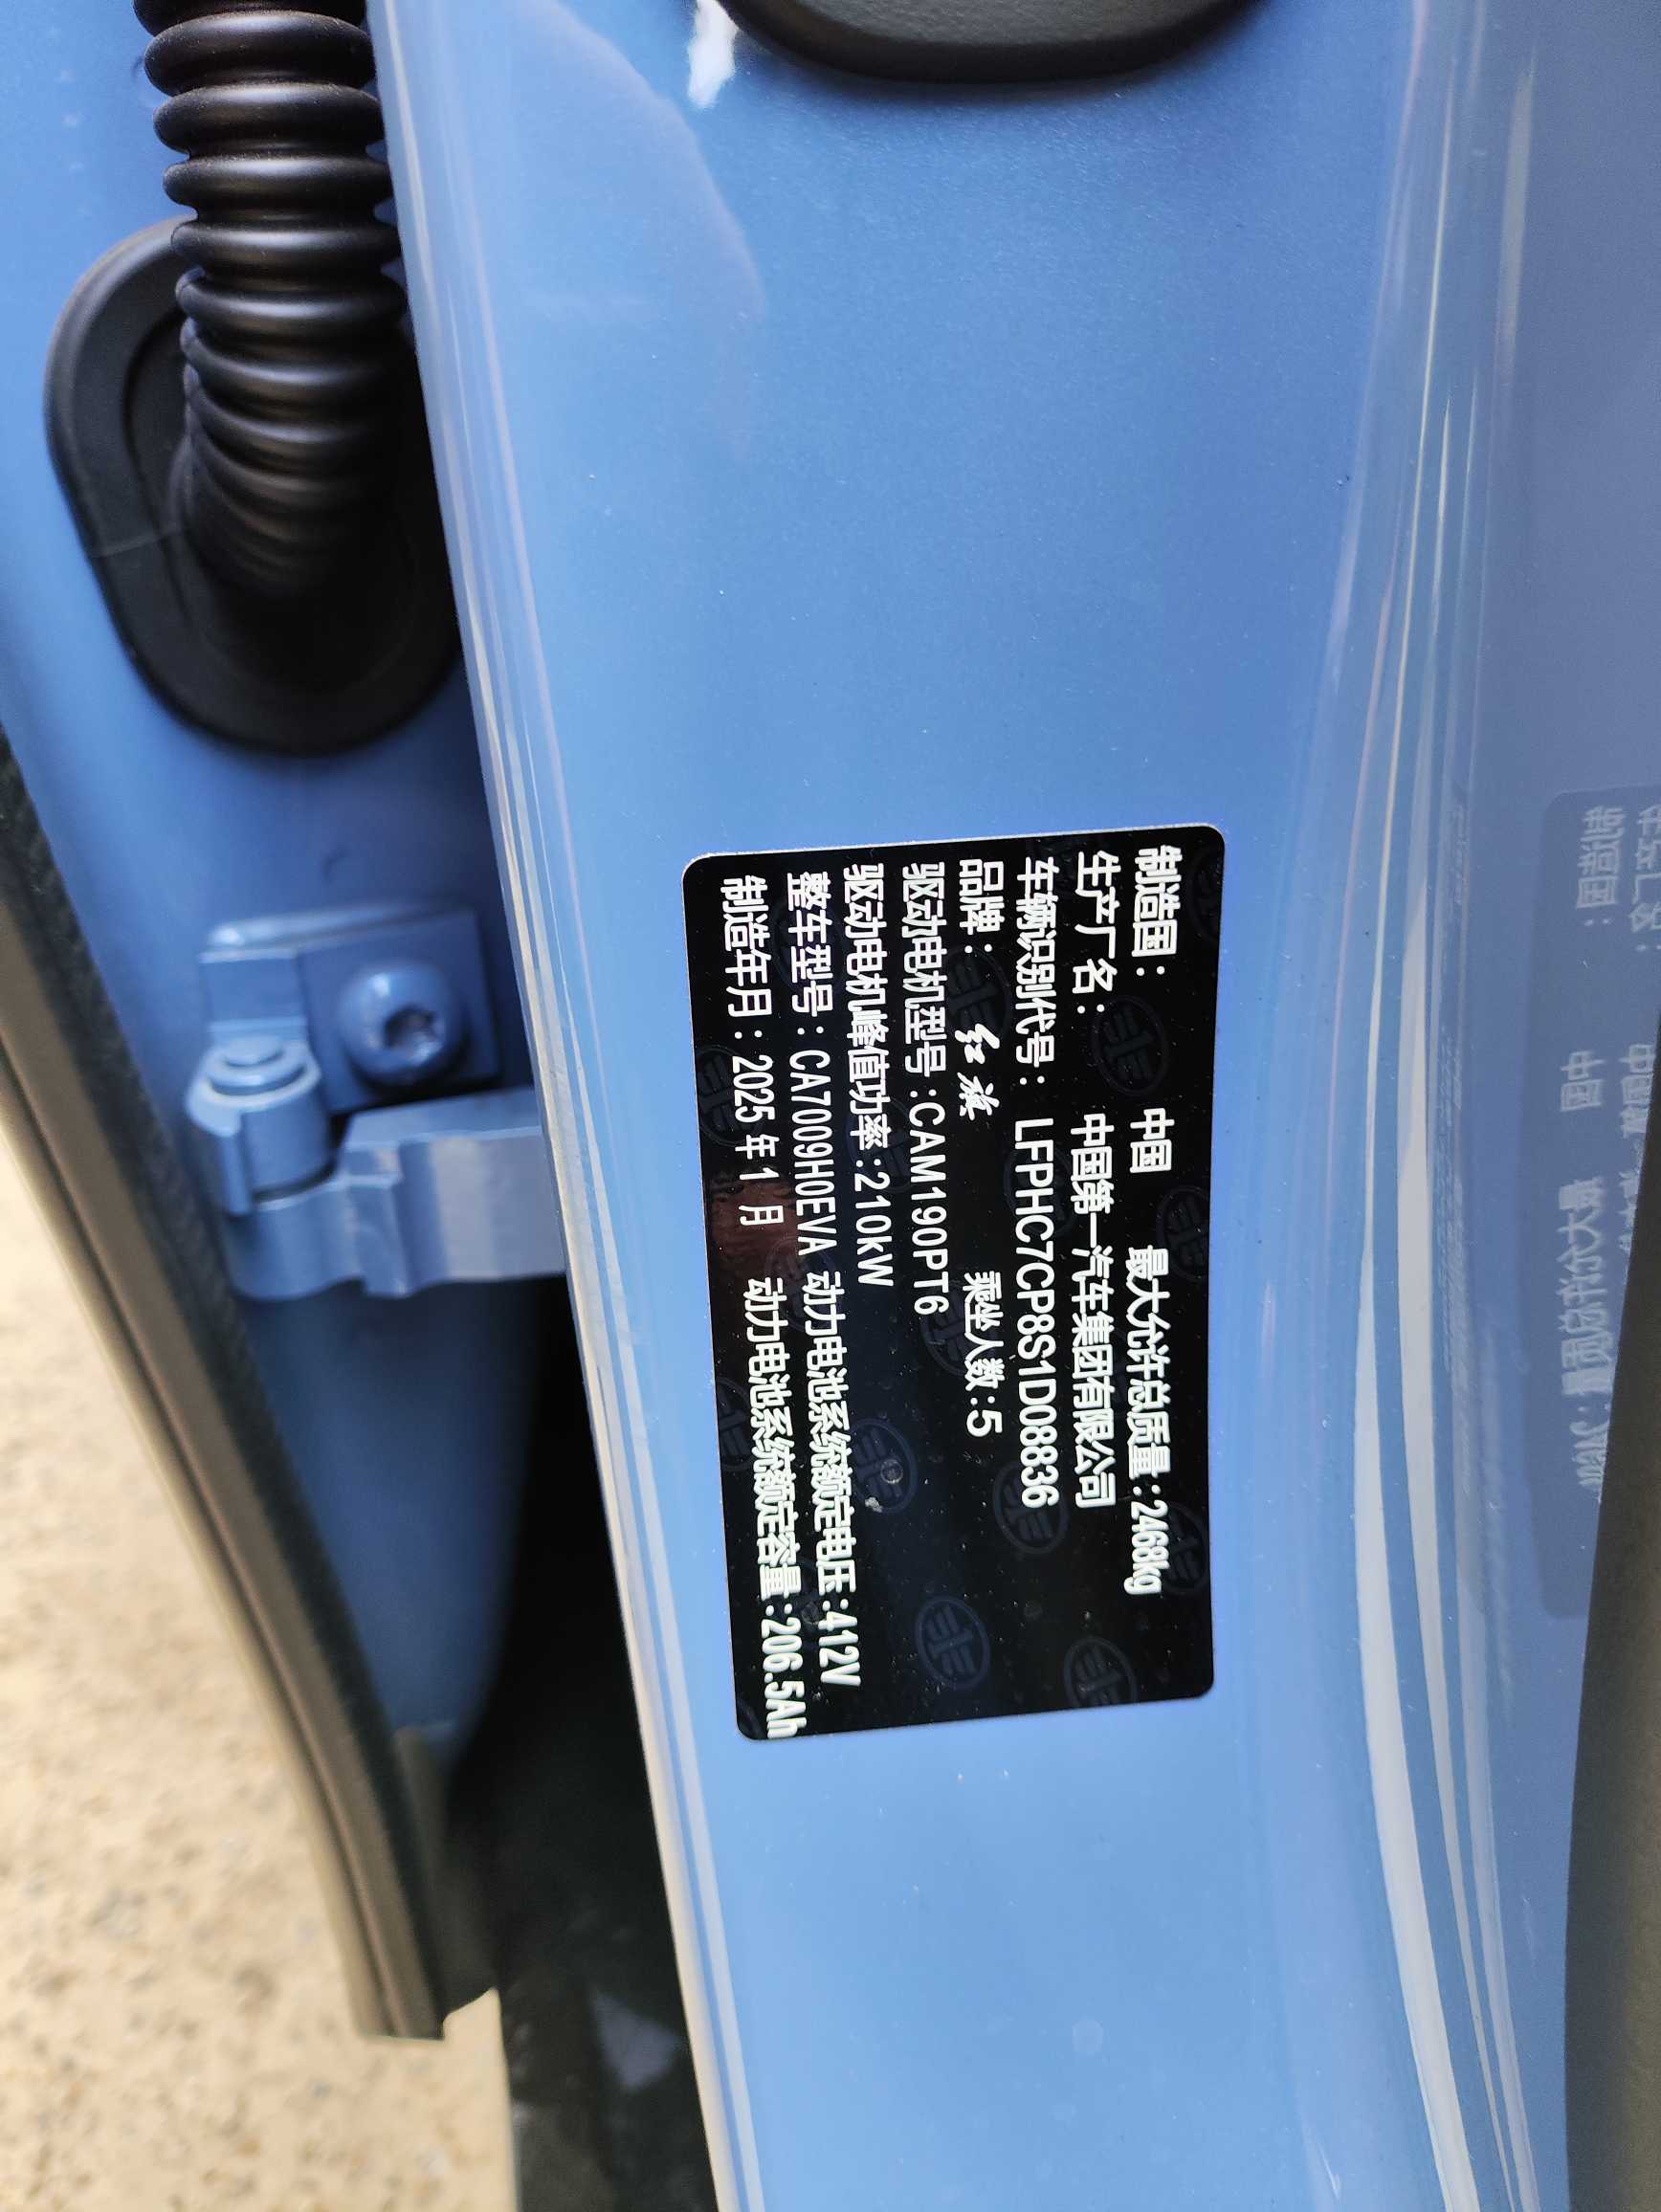 制造国： 中国 最大允许总质量:2468kg
生产厂名： 中国第一汽车集团有限公司
车辆识别代号： LFPHC7CP8S1D08836
品牌： 红旗 乘坐人数:5
驱动电机型号:CAM190PT6
驱动电机峰值功率:210kW
整车型号：CA7009H0EVA 动力电池系统额定电压:412V
制造年月：2025 年 1 月 动力电池系统额定容量:206.5Ah